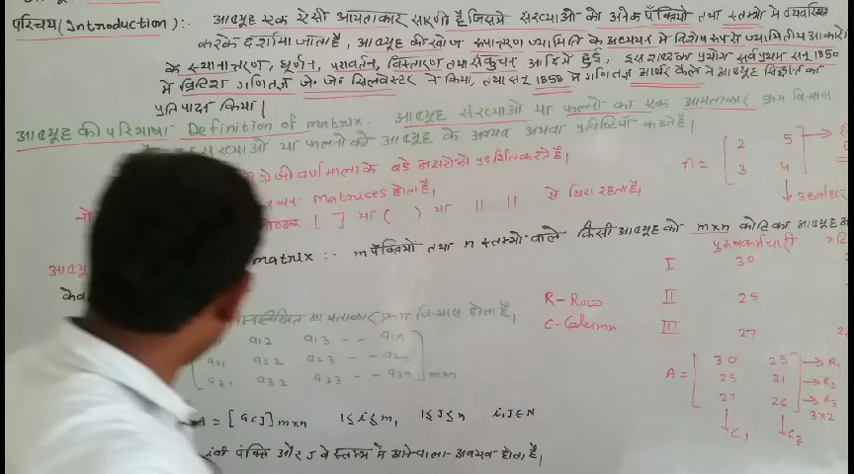 परिचय (Introduction):- आव्यूह एक ऐसी आयताकार सारणी है जिसमें संख्याओं को अनेक पंक्तियों तथा स्तम्भों में व्यवस्थित
करके दर्शाया जाता है, आव्यूह की खोज रूपान्तरण ज्यामिति के अध्ययन में विशेष रूप से ज्यामितीय आकारों
के स्थानान्तरण, घूर्णन, परावर्तन, विस्तारण तथा संकुचन आदि में हुई, इस शब्द का प्रयोग सर्वप्रथम सन् 1850
में ब्रिटिश गणितज्ञ जे० जे० सिलवेस्टर ने किया, तथा सन् 1858 में गणितज्ञ आर्थर कैले ने आव्यूह सिद्धान्त का
प्रतिपादन किया।
आव्यूह की परिभाषा Definition of matrix. आव्यूह संख्याओं या फलनों का एक आयताकार क्रम विन्यास
संख्याओं या फलनों को आव्यूह के अवयव अथवा प्रविष्टियाँ कहते है।
अंग्रेजी वर्णमाला के बड़े अक्षरों से प्रदर्शित करते है।
वचन matrices होता है,
[ ] या ( ) या || || से घिरा रहता है,
2 5
3 4
matrix :- m पंक्तियों तथा n स्तम्भों वाले किसी आव्यूह को m×n कोटि का आव्यूह
पुरुष कर्मचारी
I 30
R-Row II 25
C-Column III 27
निम्नलिखित आयताकार क्रम विन्यास होता है,
a12 a13 - - a1n
a21 a22 a23 - - a2n
a31 a32 a33 - - a3n m×n
A = 30 25 → R1
25 31 → R2
27 26 → R3
3×2
↓ C1 ↓ C2
A = [aij] m×n 1≤i≤m, 1≤j≤n i,j∈N
वीं पंक्ति और J वें स्तम्भ में आनेवाला अवयव होता है,